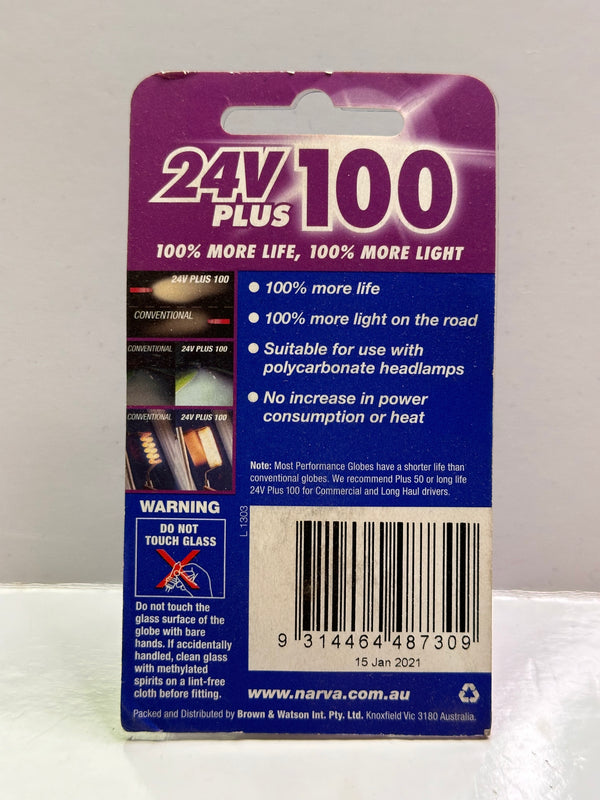 24V PLUS 100
100% MORE LIFE, 100% MORE LIGHT
24V PLUS 100
CONVENTIONAL
CONVENTIONAL 24V PLUS 100
CONVENTIONAL 24V PLUS 100
100% more life
100% more light on the road
Suitable for use with
polycarbonate headlamps
No increase in power
consumption or heat
Note: Most Performance Globes have a shorter life than
conventional globes. We recommend Plus 50 or long life
24V Plus 100 for Commercial and Long Haul drivers.
WARNING
DO NOT
TOUCH GLASS
Do not touch the
glass surface of the
globe with bare
hands. If accidentally
handled, clean glass
with methylated
spirits on a lint-free
cloth before fitting.
L 1303
9 314464 487309
15 Jan 2021
www.narva.com.au
Packed and Distributed by Brown & Watson Int. Pty. Ltd. Knoxfield Vic 3180 Australia.